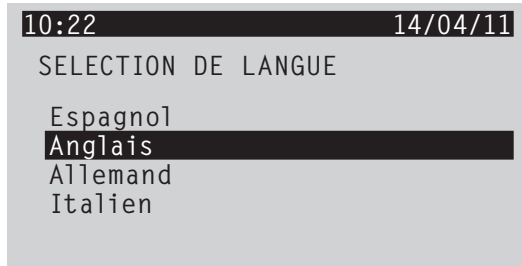 10:22 14/04/11
SELECTION DE LANGUE
Espagnol
Anglais
Allemand
Italien